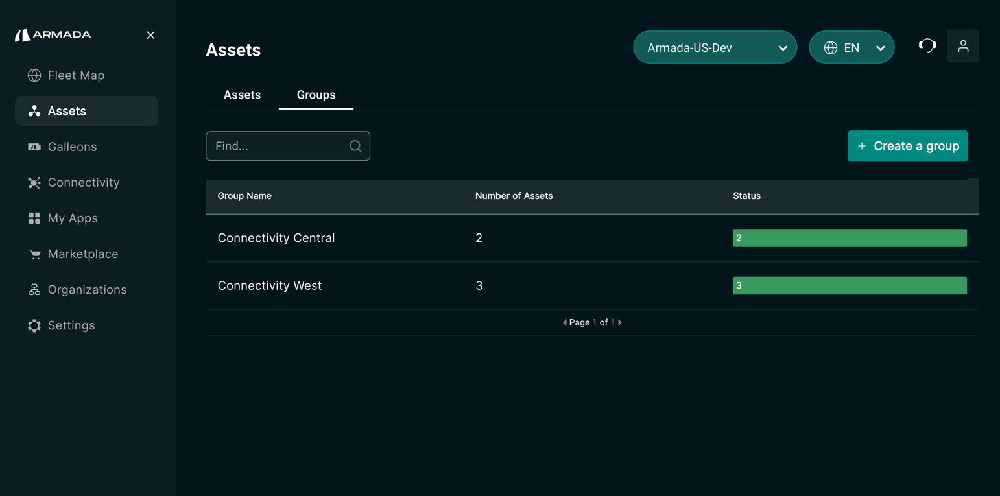 ARMADA
Fleet Map
Assets
Galleons
Connectivity
My Apps
Marketplace
Organizations
Settings
Assets
Armada-US-Dev
EN
Assets Groups
Find...
+ Create a group
Group Name Number of Assets Status
Connectivity Central 2 2
Connectivity West 3 3
Page 1 of 1